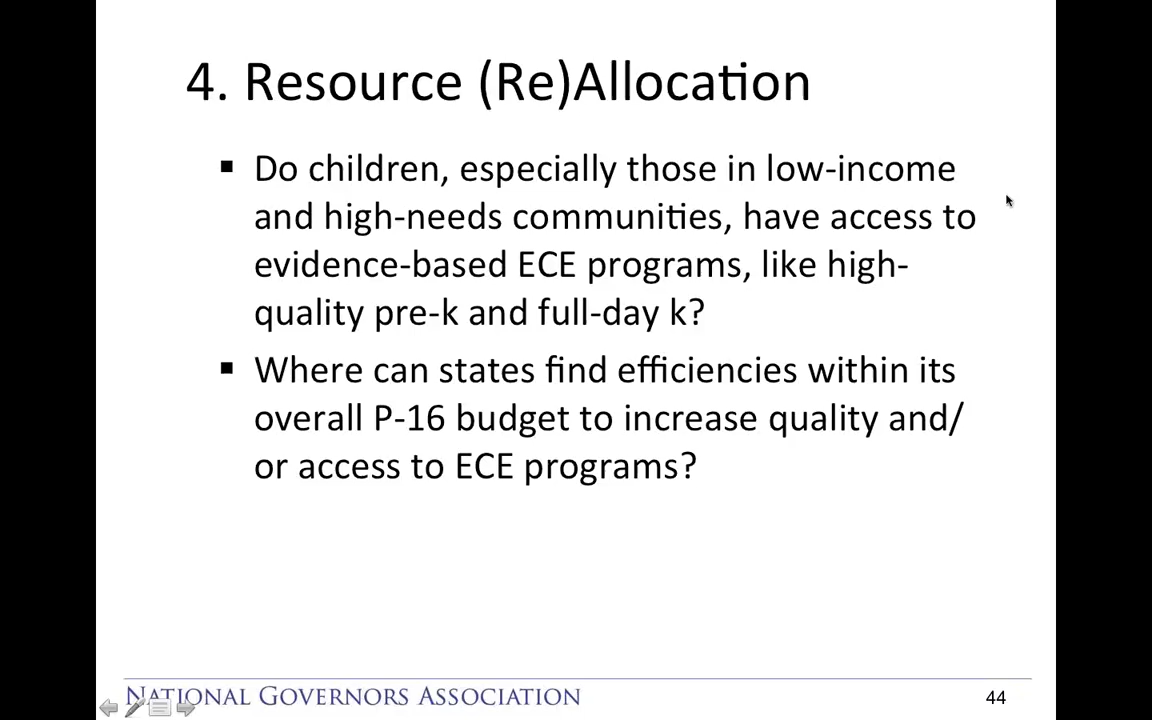 4. Resource (Re)Allocation
▪ Do children, especially those in low-income
and high-needs communities, have access to
evidence-based ECE programs, like high-
quality pre-k and full-day k?
▪ Where can states find efficiencies within its
overall P-16 budget to increase quality and/
or access to ECE programs?
NATIONAL GOVERNORS ASSOCIATION
44